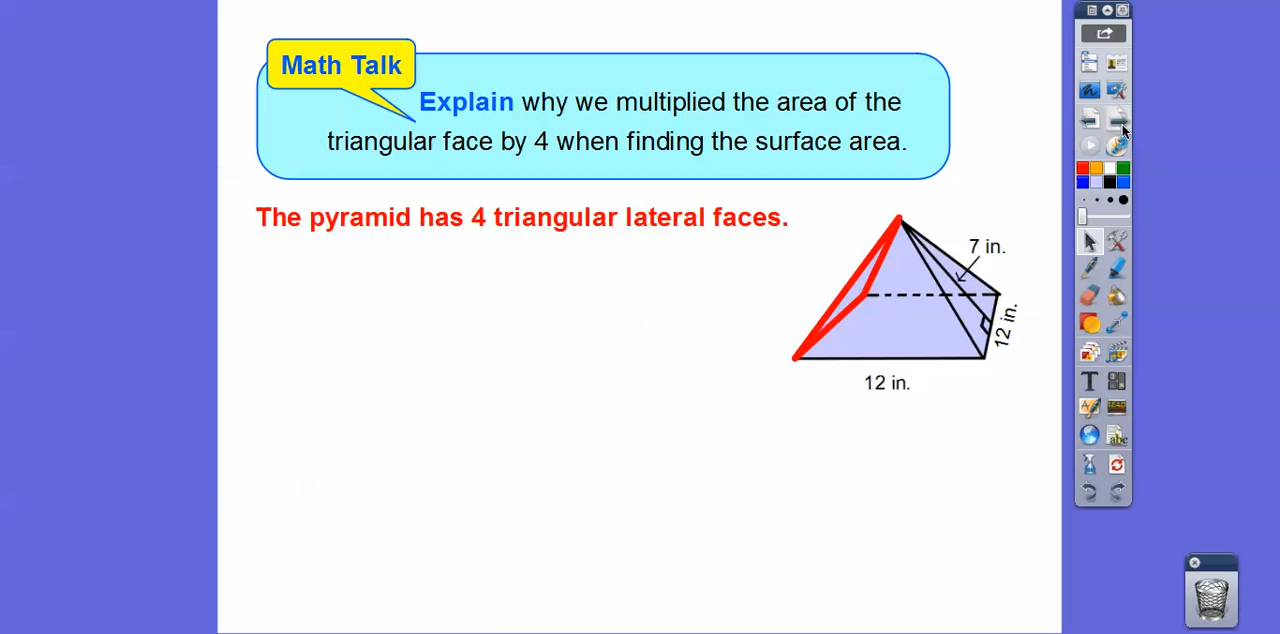 Math Talk
Explain why we multiplied the area of the
triangular face by 4 when finding the surface area.
The pyramid has 4 triangular lateral faces.
7 in.
12 in.
12 in.
T
abc